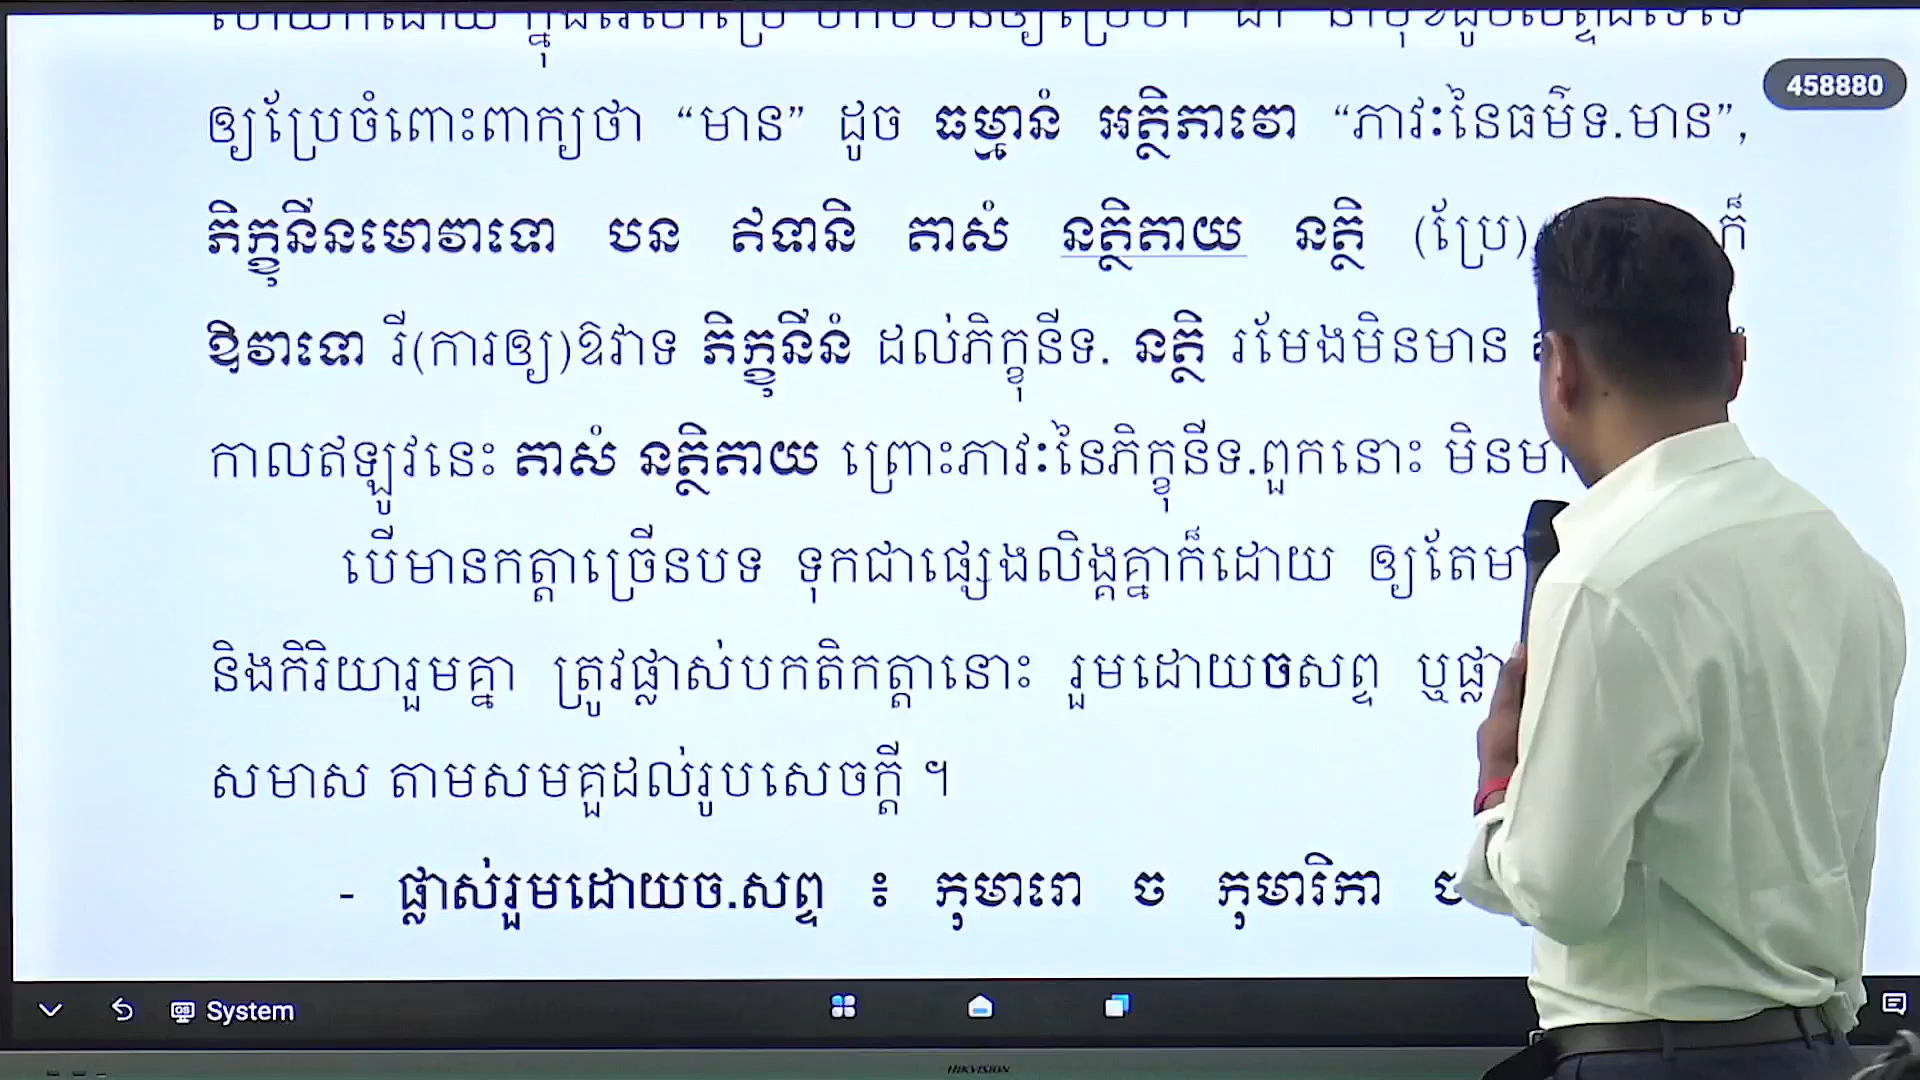 458880
ឲ្យប្រែចំពោះពាក្យថា “មាន” ដូច ធម្មានំ អត្ថិភាវោ “ភាវៈនៃធម៌ទ.មាន”,
ភិក្ខុនីនមោវាទោ បន ឥទានិ តាសំ នត្ថិតាយ នត្ថិ (ប្រែ) ក៏
ឱវាទោ រី(ការឲ្យ)ឱវាទ ភិក្ខុនីនំ ដល់ភិក្ខុនីទ. នត្ថិ រមែងមិនមាន
កាលឥឡូវនេះ តាសំ នត្ថិតាយ ព្រោះភាវៈនៃភិក្ខុនីទ.ពួកនោះ
បើមានកត្តាច្រើនបទ ទុកជាផ្សេងលិង្គគ្នាក៏ដោយ ឲ្យតែ
និងកិរិយារួមគ្នា ត្រូវផ្លាស់បកតិកត្តានោះ រួមដោយចសព្ទ ឬ
សមាស តាមសមគួដល់រូបសេចក្តី ។
- ផ្លាស់រួមដោយច.សព្ទ ៖ កុមារោ ច កុមារិកា
System
HIKVISION